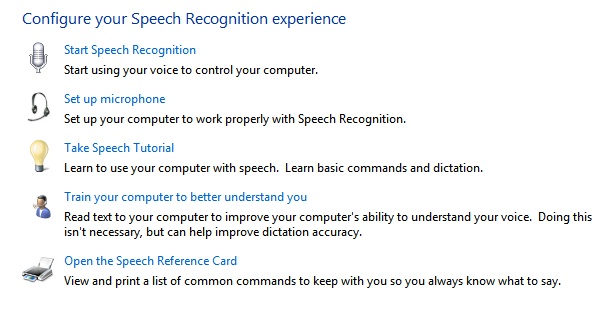 Configure your Speech Recognition experience
Start Speech Recognition
Start using your voice to control your computer.
Set up microphone
Set up your computer to work properly with Speech Recognition.
Take Speech Tutorial
Learn to use your computer with speech.  Learn basic commands and dictation.
Train your computer to better understand you
Read text to your computer to improve your computer's ability to understand your voice.  Doing this
isn't necessary, but can help improve dictation accuracy.
Open the Speech Reference Card
View and print a list of common commands to keep with you so you always know what to say.